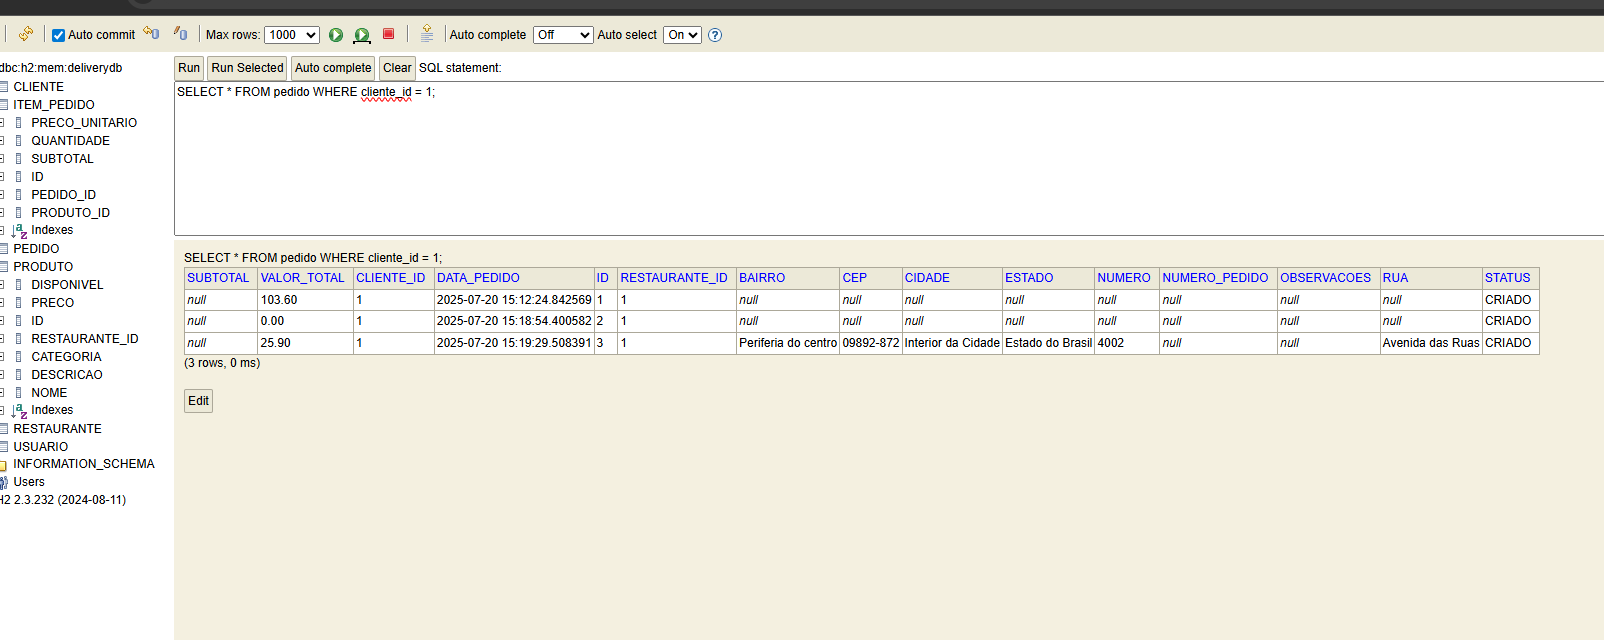 Auto commit Max rows: 1000 Auto complete Off Auto select On ?
dbc:h2:mem:deliverydb
CLIENTE
ITEM_PEDIDO
PRECO_UNITARIO
QUANTIDADE
SUBTOTAL
ID
PEDIDO_ID
PRODUTO_ID
Indexes
PEDIDO
PRODUTO
DISPONIVEL
PRECO
ID
RESTAURANTE_ID
CATEGORIA
DESCRICAO
NOME
Indexes
RESTAURANTE
USUARIO
INFORMATION_SCHEMA
Users
H2 2.3.232 (2024-08-11)
Run Run Selected Auto complete Clear SQL statement:
SELECT * FROM pedido WHERE cliente_id = 1;
SELECT * FROM pedido WHERE cliente_id = 1;
SUBTOTAL VALOR_TOTAL CLIENTE_ID DATA_PEDIDO ID RESTAURANTE_ID BAIRRO CEP CIDADE ESTADO NUMERO NUMERO_PEDIDO OBSERVACOES RUA STATUS
null 103.60 1 2025-07-20 15:12:24.842569 1 1 null null null null null null null null CRIADO
null 0.00 1 2025-07-20 15:18:54.400582 2 1 null null null null null null null null CRIADO
null 25.90 1 2025-07-20 15:19:29.508391 3 1 Periferia do centro 09892-872 Interior da Cidade Estado do Brasil 4002 null null Avenida das Ruas CRIADO
(3 rows, 0 ms)
Edit